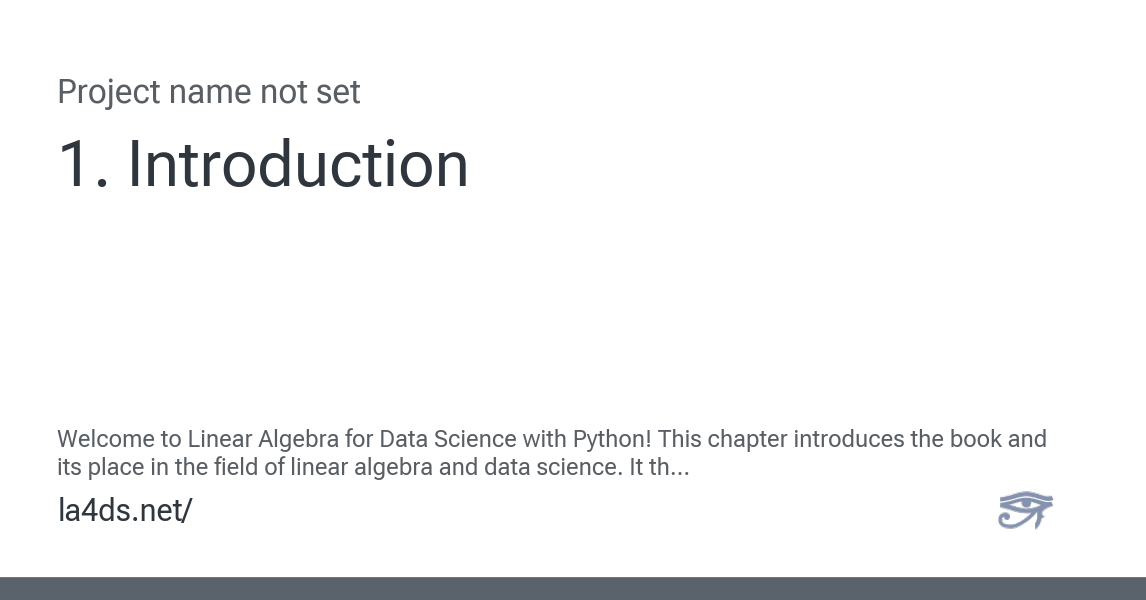 Project name not set
1. Introduction
Welcome to Linear Algebra for Data Science with Python! This chapter introduces the book and
its place in the field of linear algebra and data science. It th...
la4ds.net/